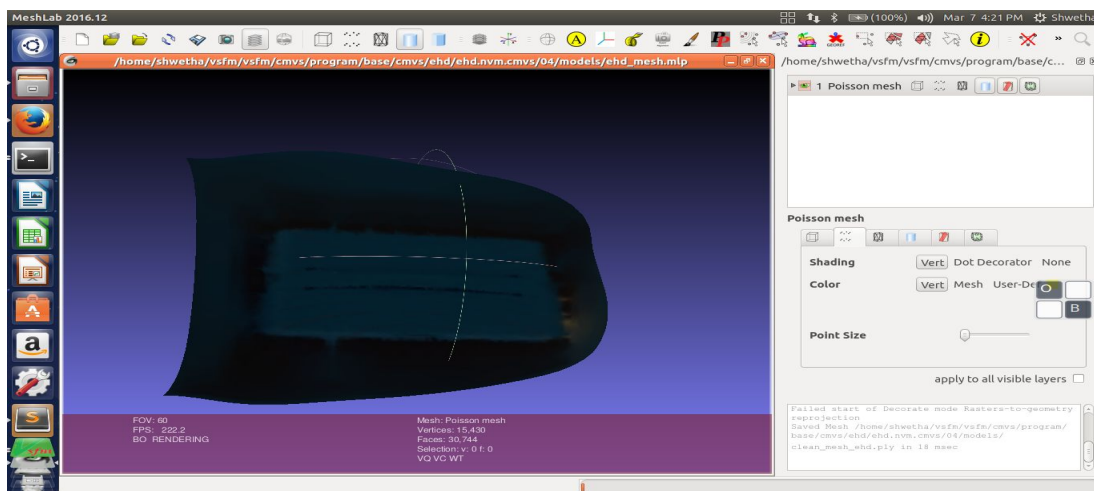 MeshLab 2016.12
(100%)
Mar 7 4:21 PM
Shwetha
/home/shwetha/vsfm/vsfm/cmvs/program/base/cmvs/ehd/ehd.nvm.cmvs/04/models/ehd_mesh.mlp
/home/shwetha/vsfm/vsfm/cmvs/program/base/c...
1 Poisson mesh
Poisson mesh
Shading Vert Dot Decorator None
Color Vert Mesh User-De
O
B
Point Size
apply to all visible layers
Failed start of Decorate mode Rasters-to-geometry
reprojection
Saved Mesh /home/shwetha/vsfm/vsfm/cmvs/program/
base/cmvs/ehd/ehd.nvm.cmvs/04/models/
clean_mesh_ehd.ply in 18 msec
FOV: 60
FPS: 222.2
BO_RENDERING
Mesh: Poisson mesh
Vertices: 15,430
Faces: 30,744
Selection: v: 0 f: 0
VQ VC WT